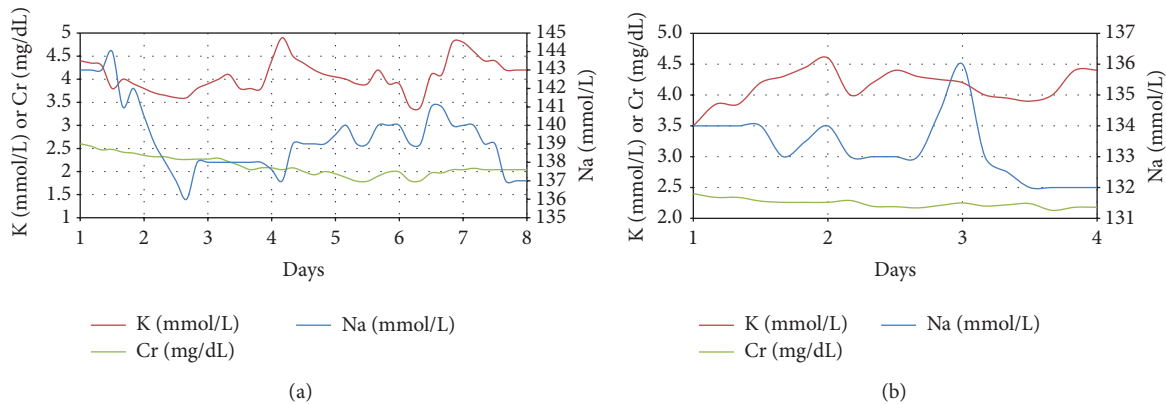 K (mmol/L) or Cr (mg/dL)
5
4.5
4
3.5
3
2.5
2
1.5
1
145
144
143
142
141
140
139
138
137
136
135
Na (mmol/L)
1 2 3 4 5 6 7 8
Days
K (mmol/L)
Na (mmol/L)
Cr (mg/dL)
(a)
K (mmol/L) or Cr (mg/dL)
5.0
4.5
4.0
3.5
3.0
2.5
2.0
137
136
135
134
133
132
131
Na (mmol/L)
1 2 3 4
Days
K (mmol/L)
Na (mmol/L)
Cr (mg/dL)
(b)